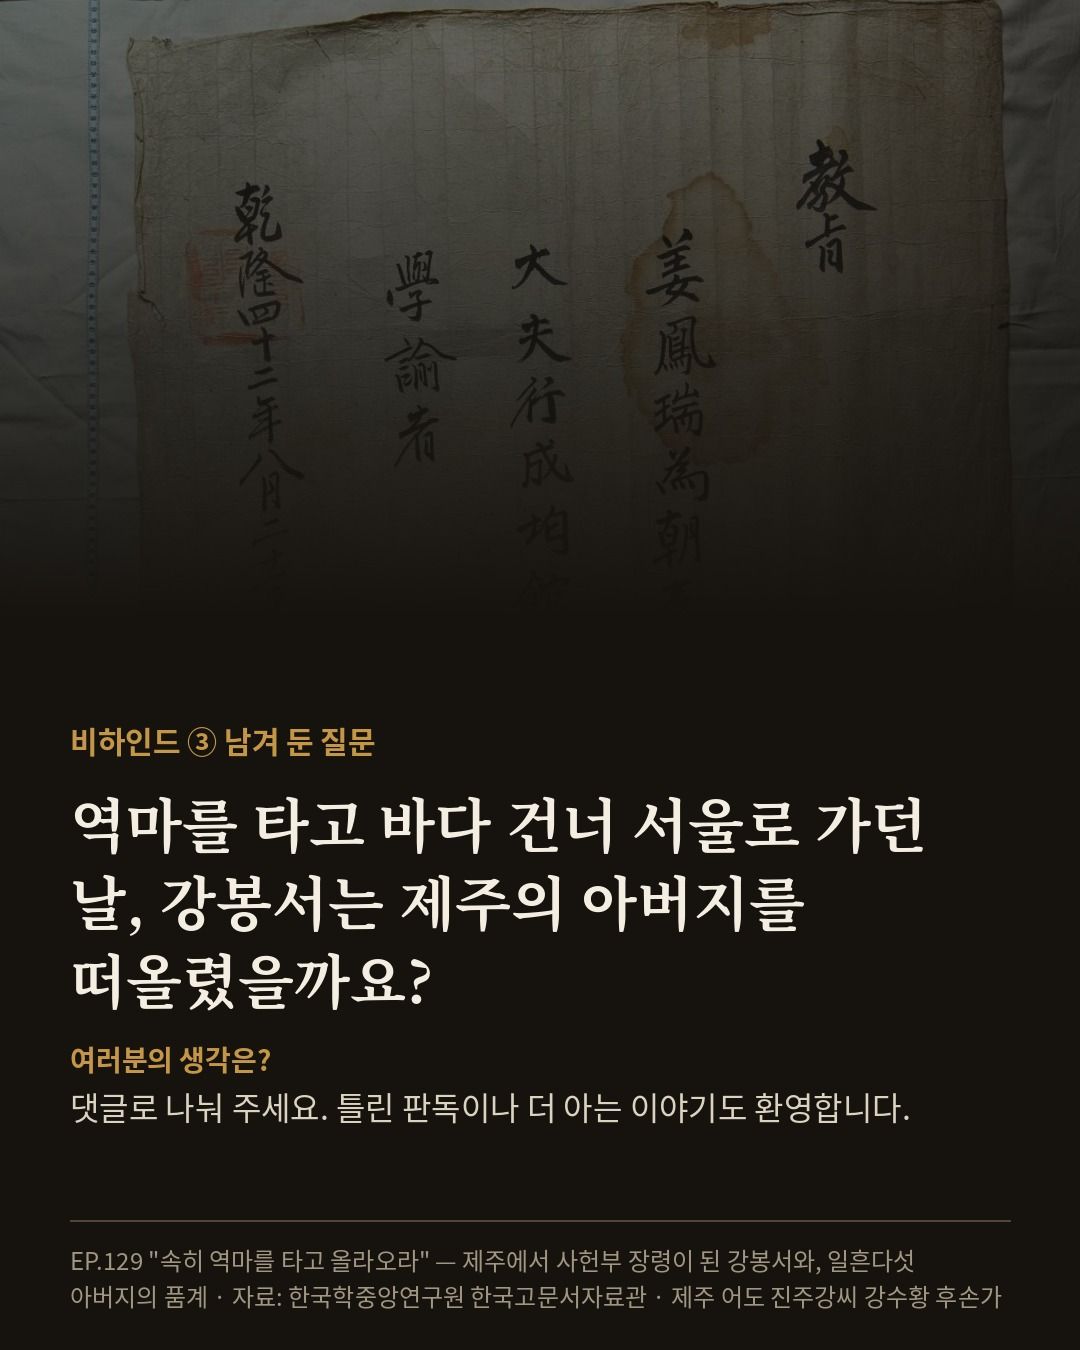 敎旨
姜鳳瑞為朝
大夫行成均館
學諭者
乾隆四十二年八月二十
비하인드 ③ 남겨 둔 질문
역마를 타고 바다 건너 서울로 가던
날, 강봉서는 제주의 아버지를
떠올렸을까요?
여러분의 생각은?
댓글로 나눠 주세요. 틀린 판독이나 더 아는 이야기도 환영합니다.
EP.129 "속히 역마를 타고 올라오라" — 제주에서 사헌부 장령이 된 강봉서와, 일흔다섯
아버지의 품계 · 자료: 한국학중앙연구원 한국고문서자료관 · 제주 어도 진주강씨 강수황 후손가